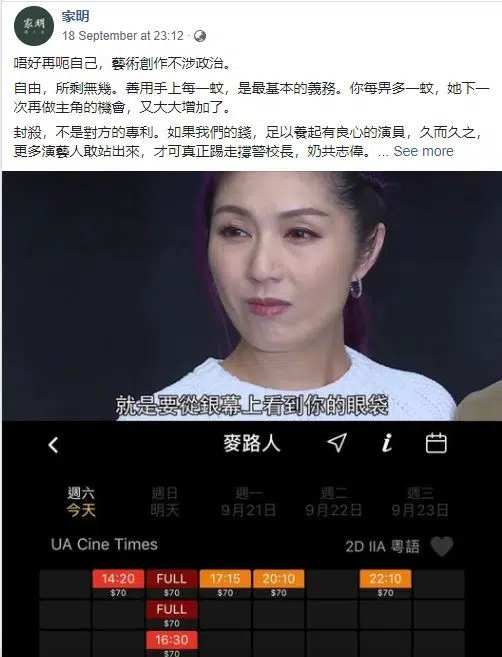 家明
家明
18 September at 23:12 ·
唔好再呃自己，藝術創作不涉政治。
自由，所剩無幾。善用手上每一蚊，是最基本的義務。你每畀多一蚊，她下一
次再做主角的機會，又大大增加了。
封殺，不是對方的專利。如果我們的錢，足以養起有良心的演員，久而久之，
更多演藝人敢站出來，才可真正踢走撐警校長，奶共志偉。... See more
就是要從銀幕上看到你的眼袋
麥路人
週六 週日 週一 週二 週三
今天 明天 9月21日 9月22日 9月23日
UA Cine Times 2D IIA 粵語
14:20 FULL 17:15 20:10 22:10
$70 $70 $70 $70 $70
FULL
$70
16:30
$70